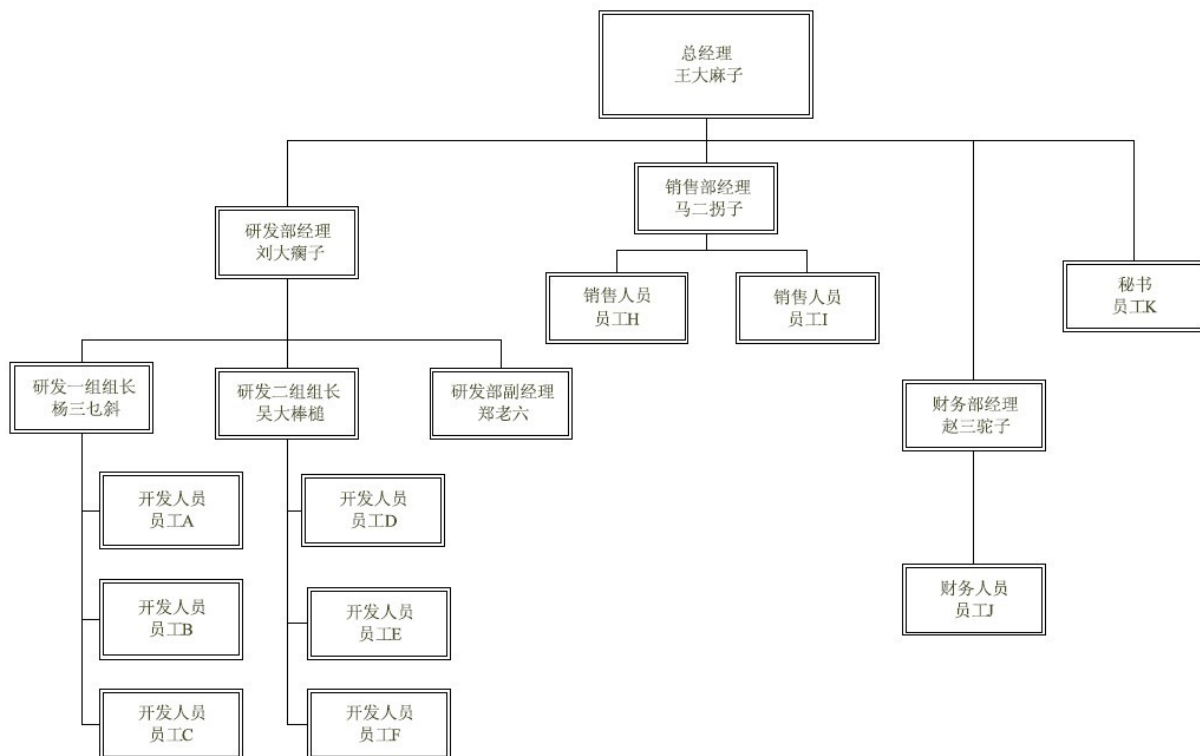 总经理
王大麻子
销售部经理
马二拐子
研发部经理
刘大瘸子
销售人员
员工H
销售人员
员工I
秘书
员工K
研发一组组长
杨三乜斜
研发二组组长
吴大棒槌
研发部副经理
郑老六
财务部经理
赵三驼子
开发人员
员工A
开发人员
员工D
开发人员
员工B
开发人员
员工E
财务人员
员工J
开发人员
员工C
开发人员
员工F